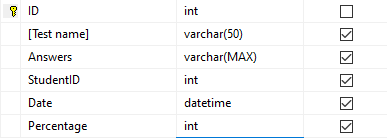 ID int
[Test name] varchar(50)
Answers varchar(MAX)
StudentID int
Date datetime
Percentage int